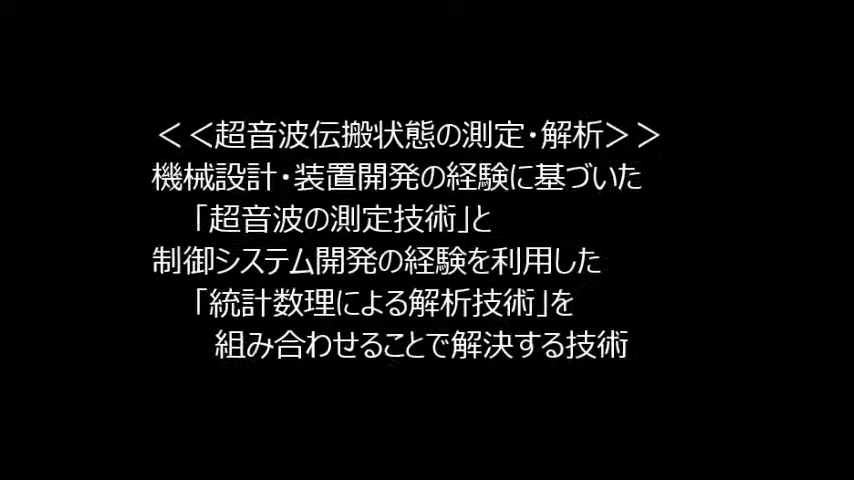 ＜＜超音波伝搬状態の測定・解析＞＞
機械設計・装置開発の経験に基づいた
「超音波の測定技術」と
制御システム開発の経験を利用した
「統計数理による解析技術」を
組み合わせることで解決する技術